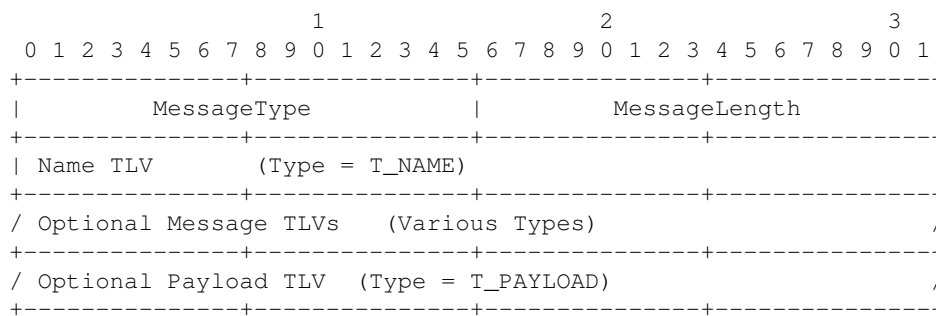 1                   2                   3
 0 1 2 3 4 5 6 7 8 9 0 1 2 3 4 5 6 7 8 9 0 1 2 3 4 5 6 7 8 9 0 1
+---------------+---------------+---------------+---------------
|         MessageType           |         MessageLength
+---------------+---------------+---------------+---------------
| Name TLV       (Type = T_NAME)
+---------------+---------------+---------------+---------------
/ Optional Message TLVs   (Various Types)                       /
+---------------+---------------+---------------+---------------
/ Optional Payload TLV  (Type = T_PAYLOAD)                      /
+---------------+---------------+---------------+---------------